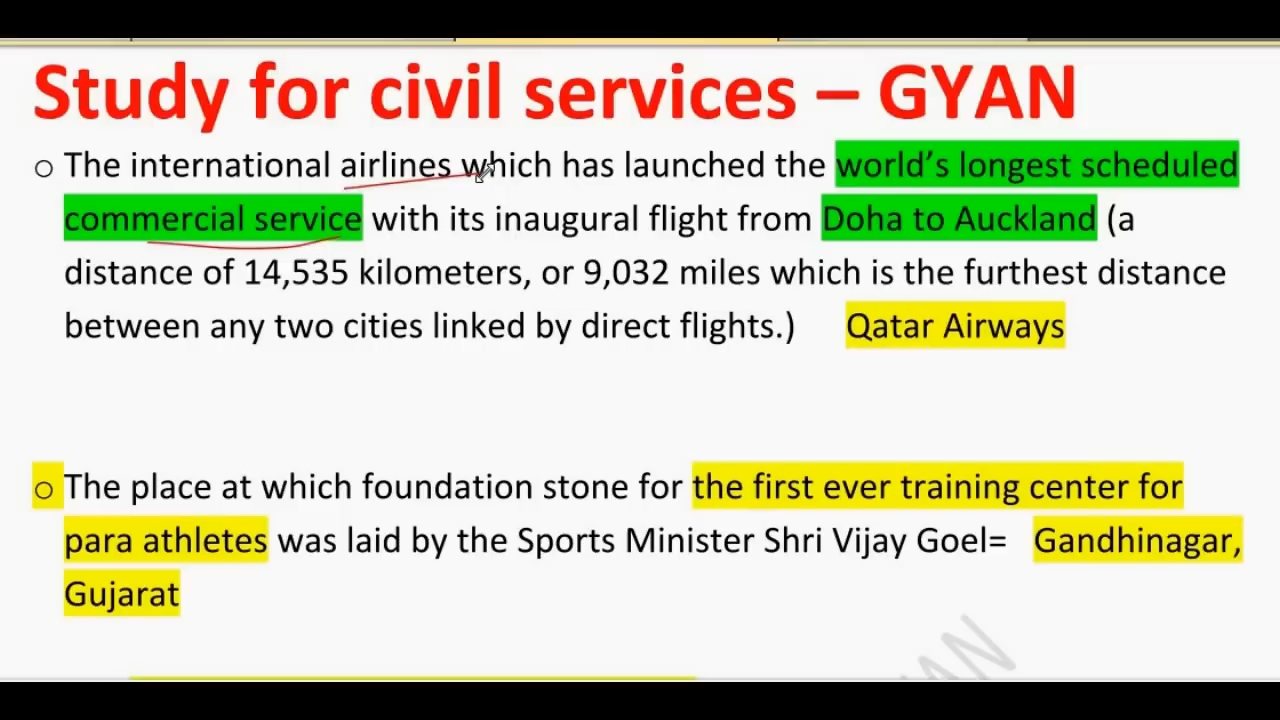 Study for civil services – GYAN
o The international airlines which has launched the world’s longest scheduled
commercial service with its inaugural flight from Doha to Auckland (a
distance of 14,535 kilometers, or 9,032 miles which is the furthest distance
between any two cities linked by direct flights.) Qatar Airways
o The place at which foundation stone for the first ever training center for
para athletes was laid by the Sports Minister Shri Vijay Goel= Gandhinagar,
Gujarat